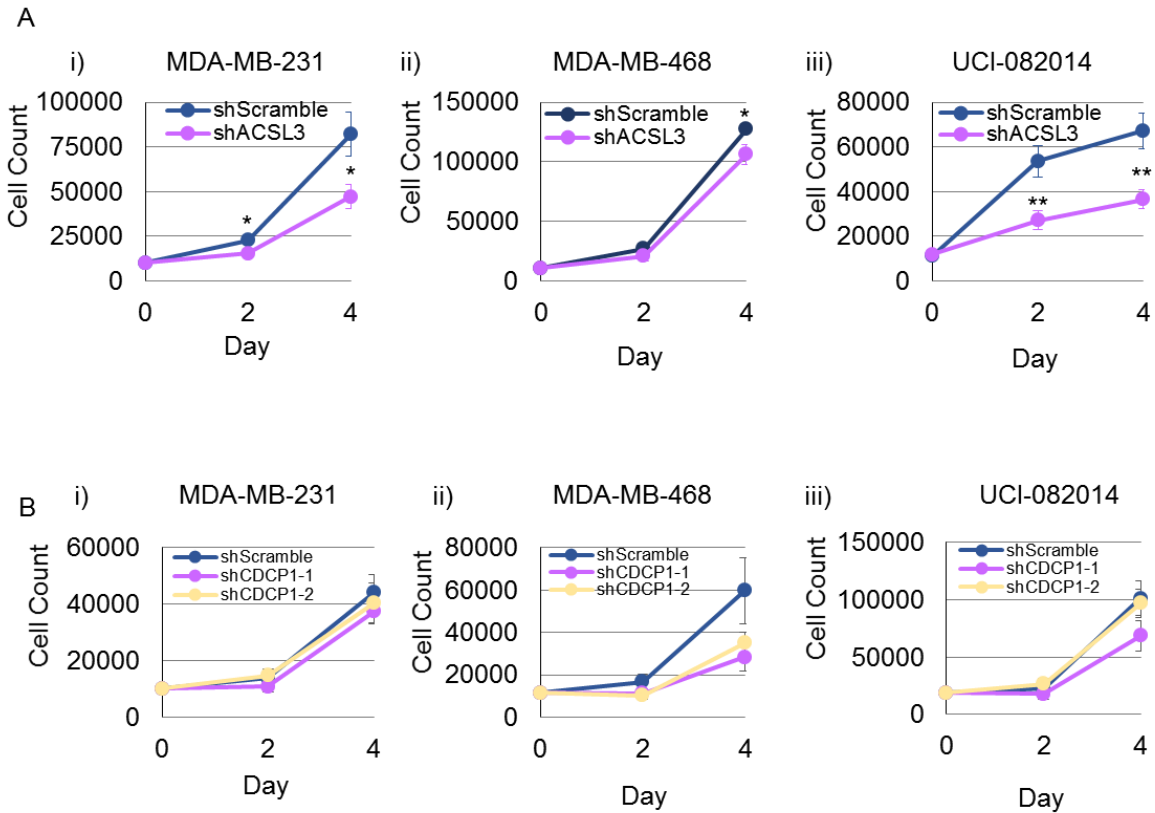 A
i) MDA-MB-231
100000
75000
50000
25000
0
Cell Count
shScramble
shACSL3
*
*
0 2 4
Day
ii) MDA-MB-468
150000
100000
50000
0
Cell Count
shScramble
shACSL3
*
0 2 4
Day
iii) UCI-082014
80000
60000
40000
20000
0
Cell Count
shScramble
shACSL3
**
**
0 2 4
Day
B
i) MDA-MB-231
60000
40000
20000
0
Cell Count
shScramble
shCDCP1-1
shCDCP1-2
0 2 4
Day
ii) MDA-MB-468
80000
60000
40000
20000
0
Cell Count
shScramble
shCDCP1-1
shCDCP1-2
0 2 4
Day
iii) UCI-082014
150000
100000
50000
0
Cell Count
shScramble
shCDCP1-1
shCDCP1-2
0 2 4
Day